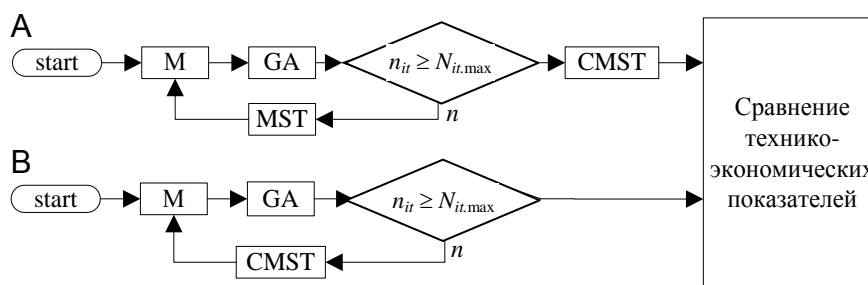 A
start
M
GA
n_it ≥ N_it.max
CMST
MST
n
B
start
M
GA
n_it ≥ N_it.max
CMST
n
Сравнение
технико-
экономических
показателей